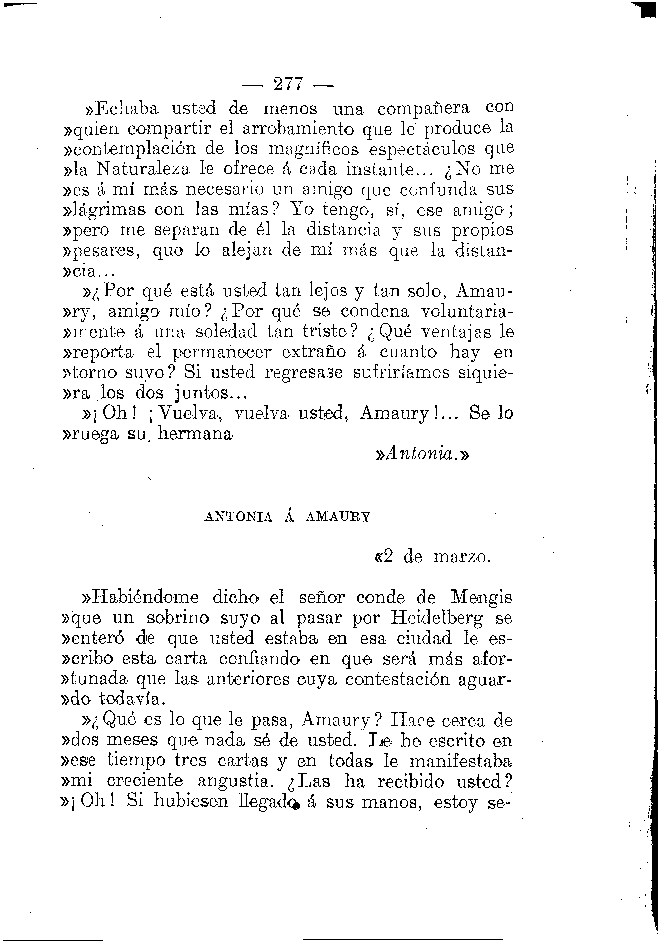 — 277 —
»Echaba usted de menos una compañera con
»quien compartir el arrobamiento que le produce la
»contemplación de los magníficos espectáculos que
»la Naturaleza le ofrece á cada instante... ¿No me
»es á mí más necesario un amigo que confunda sus
»lágrimas con las mías? Yo tengo, sí, ese amigo;
»pero me separan de él la distancia y sus propios
»pesares, que lo alejan de mí más que la distan-
»cia...
»¿Por qué está usted tan lejos y tan solo, Amau-
»ry, amigo mío? ¿Por qué se condena voluntaria-
»mente á una soledad tan triste? ¿Qué ventajas le
»reporta el permanecer extraño á cuanto hay en
»torno suyo? Si usted regresase sufriríamos siquie-
»ra los dos juntos...
»¡Oh! ¡Vuelva, vuelva usted, Amaury!... Se lo
»ruega su hermana
»Antonia.»
ANTONIA Á AMAURY
«2 de marzo.
»Habiéndome dicho el señor conde de Mengis
»que un sobrino suyo al pasar por Heidelberg se
»enteró de que usted estaba en esa ciudad le es-
»cribo esta carta confiando en que será más afor-
»tunada que las anteriores cuya contestación aguar-
»do todavía.
»¿Qué es lo que le pasa, Amaury? Hace cerca de
»dos meses que nada sé de usted. Le he escrito en
»ese tiempo tres cartas y en todas le manifestaba
»mi creciente angustia. ¿Las ha recibido usted?
»¡Oh! Si hubiesen llegado á sus manos, estoy se-